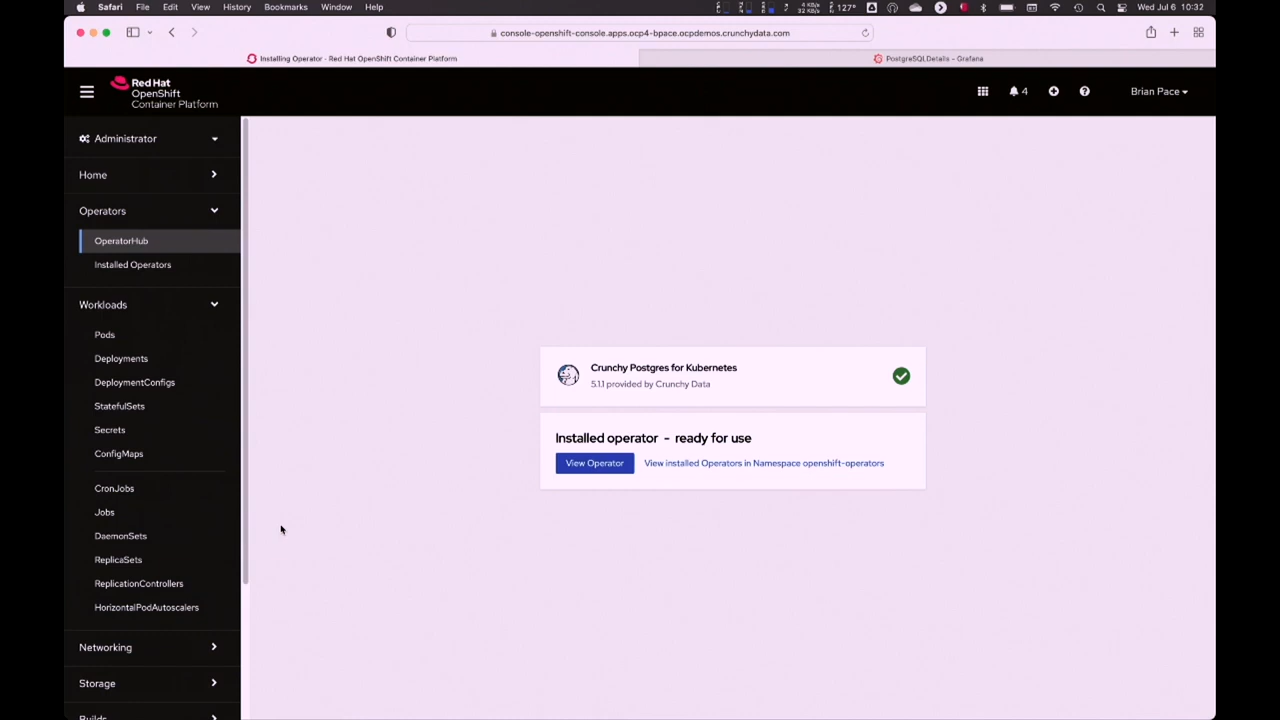 Safari File Edit View History Bookmarks Window Help
127° Wed Jul 6 10:32
console-openshift-console.apps.ocp4-bpace.ocpdemos.crunchydata.com
Installing Operator - Red Hat OpenShift Container Platform
PostgreSQLDetails - Grafana
Red Hat
OpenShift
Container Platform
4
Brian Pace
Administrator
Home
Operators
OperatorHub
Installed Operators
Workloads
Pods
Deployments
DeploymentConfigs
StatefulSets
Secrets
ConfigMaps
CronJobs
Jobs
DaemonSets
ReplicaSets
ReplicationControllers
HorizontalPodAutoscalers
Networking
Storage
Builds
Crunchy Postgres for Kubernetes
5.1.1 provided by Crunchy Data
Installed operator - ready for use
View Operator
View installed Operators in Namespace openshift-operators